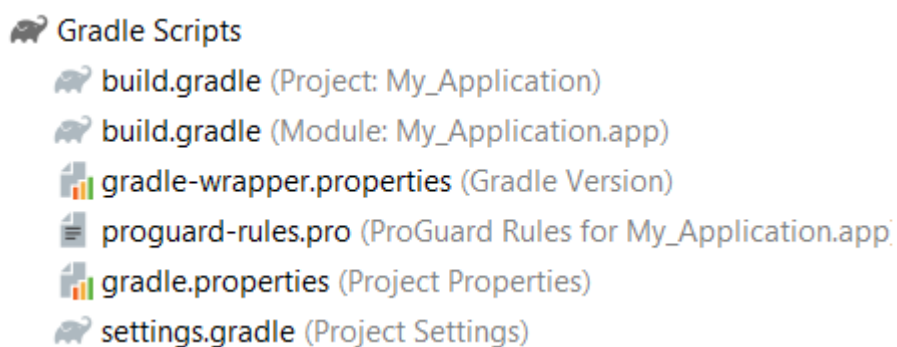 Gradle Scripts
build.gradle (Project: My_Application)
build.gradle (Module: My_Application.app)
gradle-wrapper.properties (Gradle Version)
proguard-rules.pro (ProGuard Rules for My_Application.app
gradle.properties (Project Properties)
settings.gradle (Project Settings)